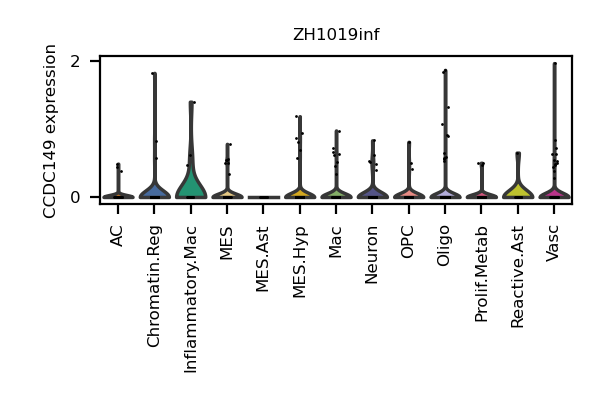 ZH1019inf
CCDC149 expression
2
0
AC
Chromatin.Reg
Inflammatory.Mac
MES
MES.Ast
MES.Hyp
Mac
Neuron
OPC
Oligo
Prolif.Metab
Reactive.Ast
Vasc